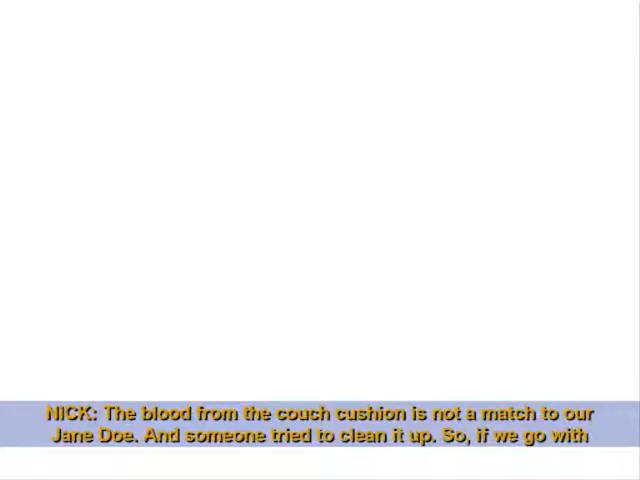 NICK: The blood from the couch cushion is not a match to our
Jane Doe. And someone tried to clean it up. So, if we go with